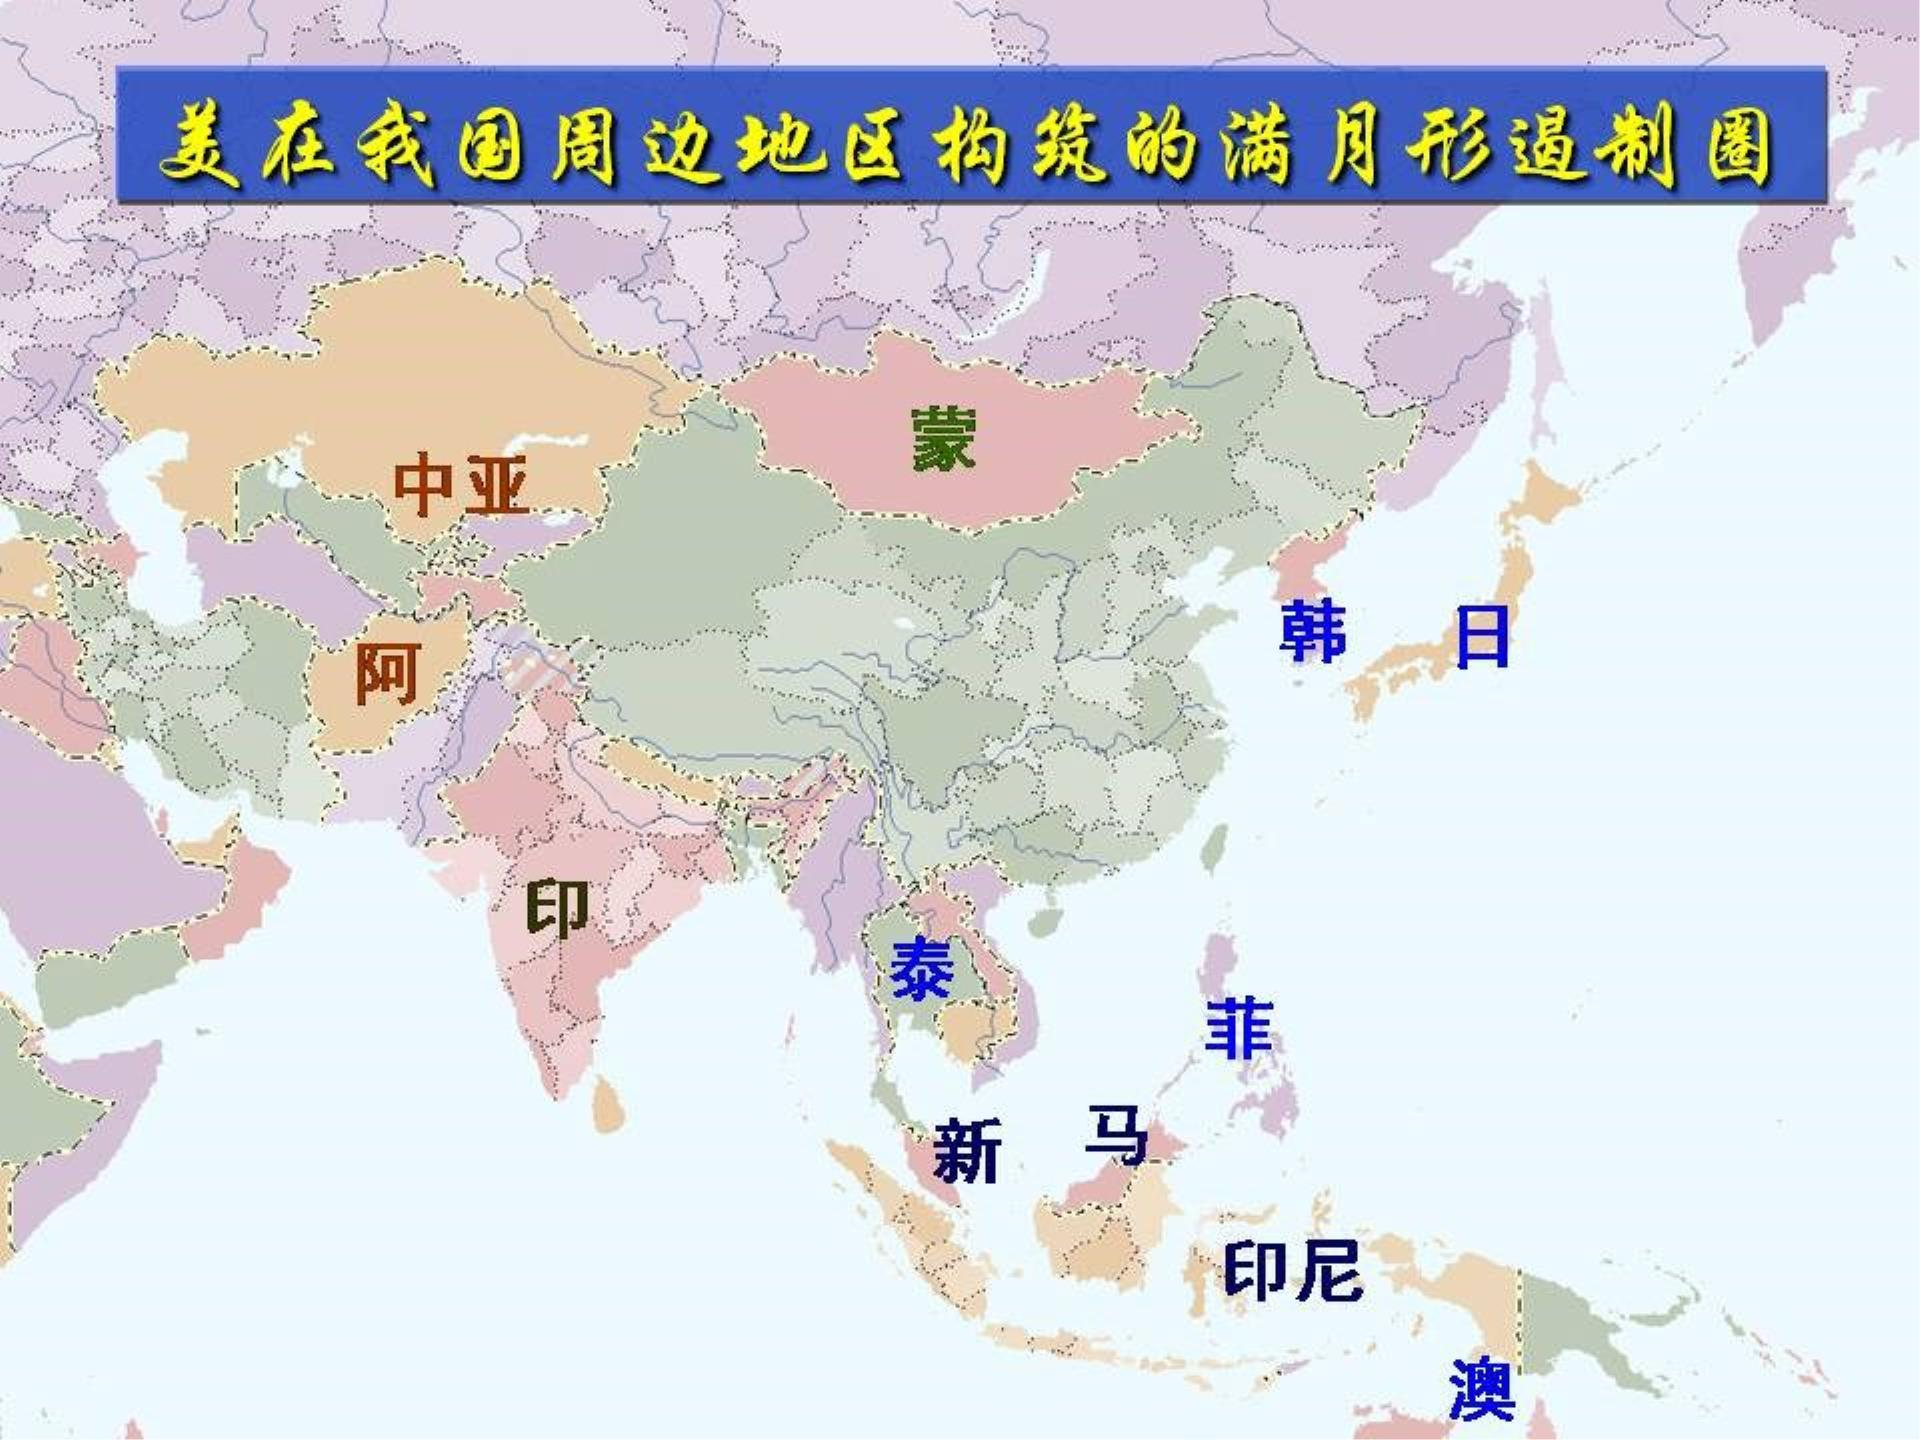 美在我国周边地区构筑的满月形遏制圈
蒙
中亚
韩
日
阿
印
泰
菲
新
马
印尼
澳